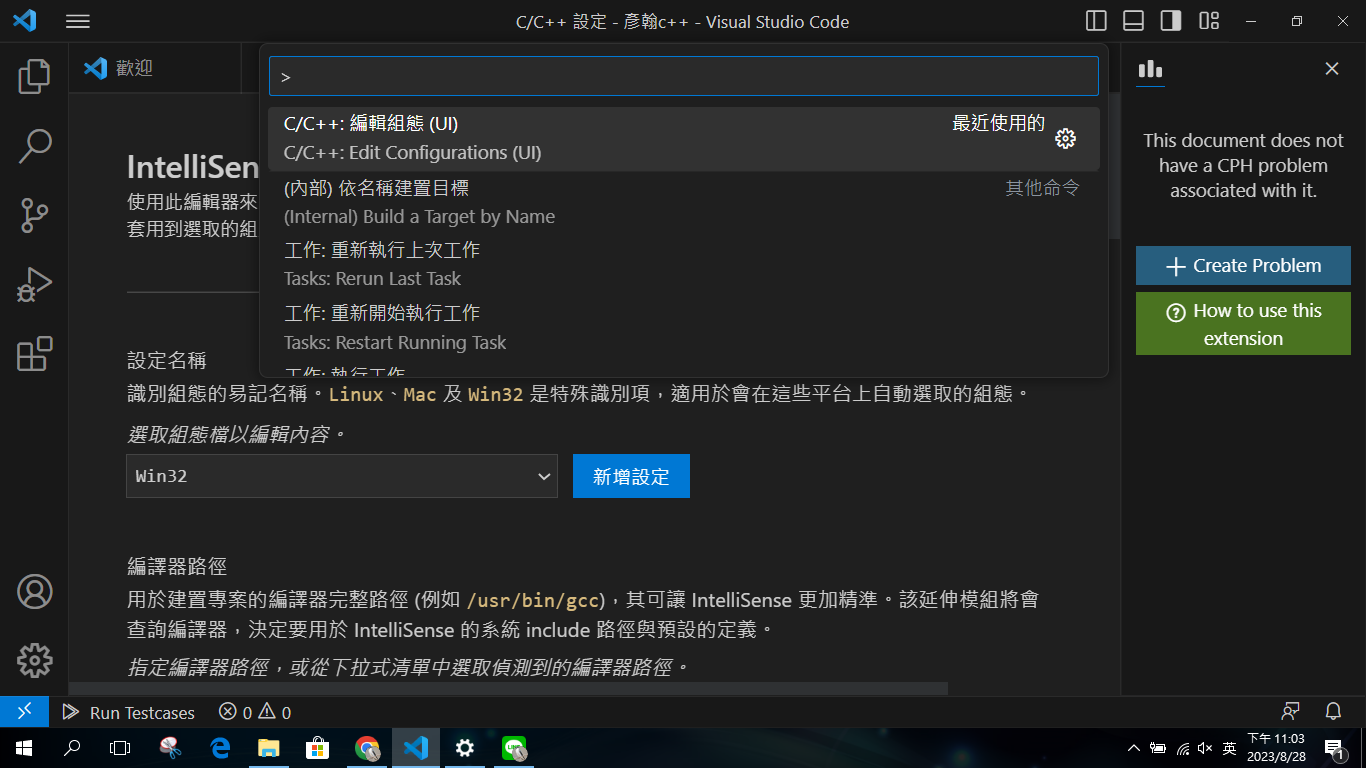 C/C++ 設定 - 彥翰c++ - Visual Studio Code
歡迎
>
C/C++: 編輯組態 (UI)
最近使用的
C/C++: Edit Configurations (UI)
(內部) 依名稱建置目標
其他命令
(Internal) Build a Target by Name
工作: 重新執行上次工作
Tasks: Rerun Last Task
工作: 重新開始執行工作
Tasks: Restart Running Task
工作: 執行工作
IntelliSen
使用此編輯器來
套用到選取的組
設定名稱
識別組態的易記名稱。Linux、Mac 及 Win32 是特殊識別項，適用於會在這些平台上自動選取的組態。
選取組態檔以編輯內容。
Win32
新增設定
編譯器路徑
用於建置專案的編譯器完整路徑 (例如 /usr/bin/gcc)，其可讓 IntelliSense 更加精準。該延伸模組將會
查詢編譯器，決定要用於 IntelliSense 的系統 include 路徑與預設的定義。
指定編譯器路徑，或從下拉式清單中選取偵測到的編譯器路徑。
This document does not
have a CPH problem
associated with it.
Create Problem
How to use this
extension
Run Testcases
0
0
英
下午 11:03
2023/8/28
1